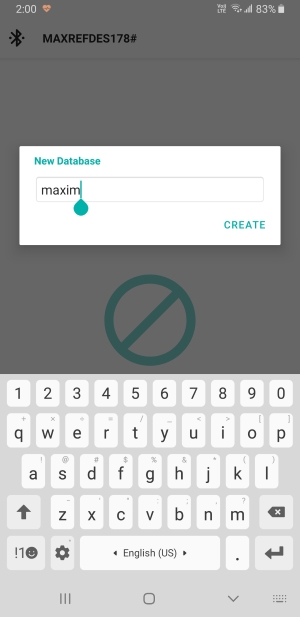 2:00 VoD LTE 83%
MAXREFDES178#
New Database
maxim
CREATE
1 2 3 4 5 6 7 8 9 0
q w e r t y u i o p
a s d f g h j k l
z x c v b n m
!1☺ English (US) .